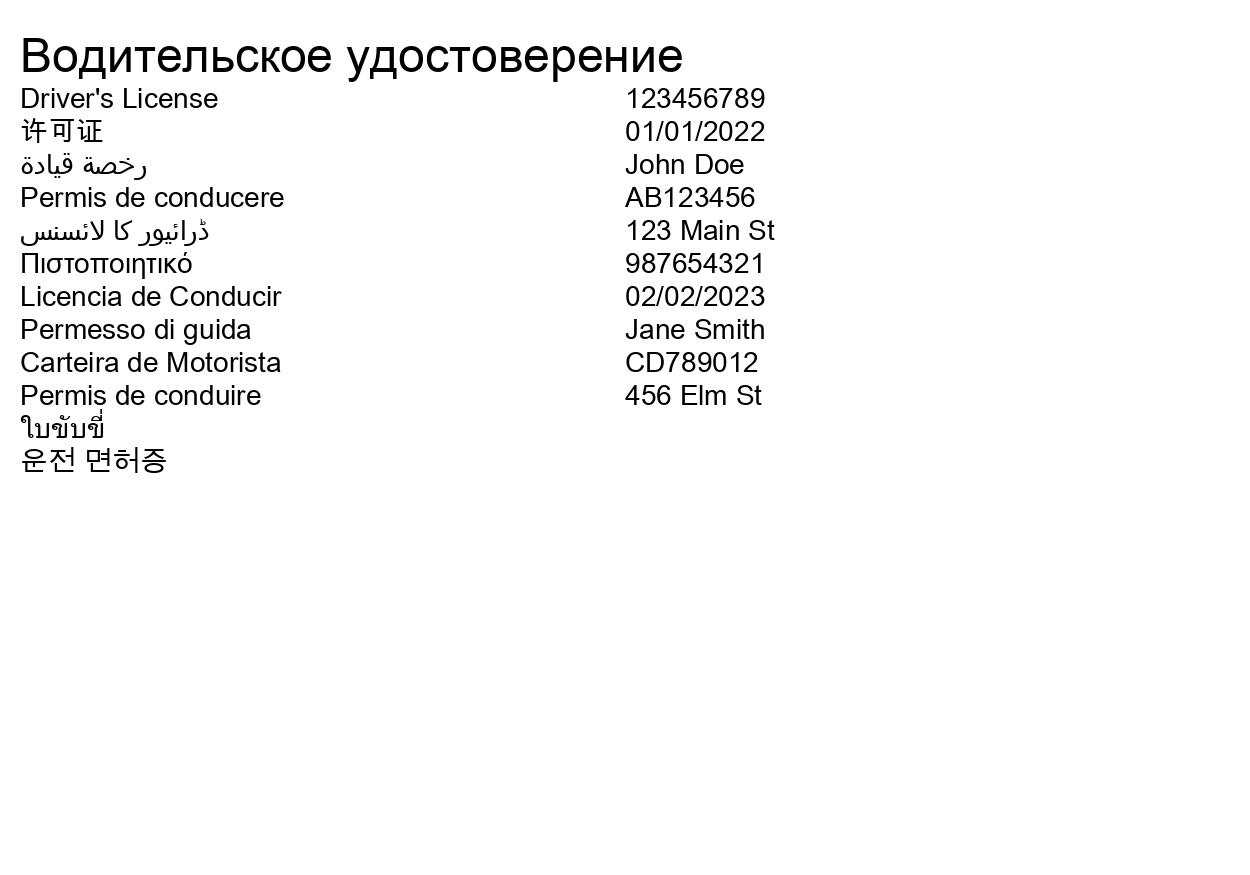 Водительское удостоверение
Driver's License 123456789
许可证 01/01/2022
رخصة قيادة John Doe
Permis de conducere AB123456
ڈرائیور کا لائسنس 123 Main St
Πιστοποιητικό 987654321
Licencia de Conducir 02/02/2023
Permesso di guida Jane Smith
Carteira de Motorista CD789012
Permis de conduire 456 Elm St
ใบขับขี่
운전 면허증